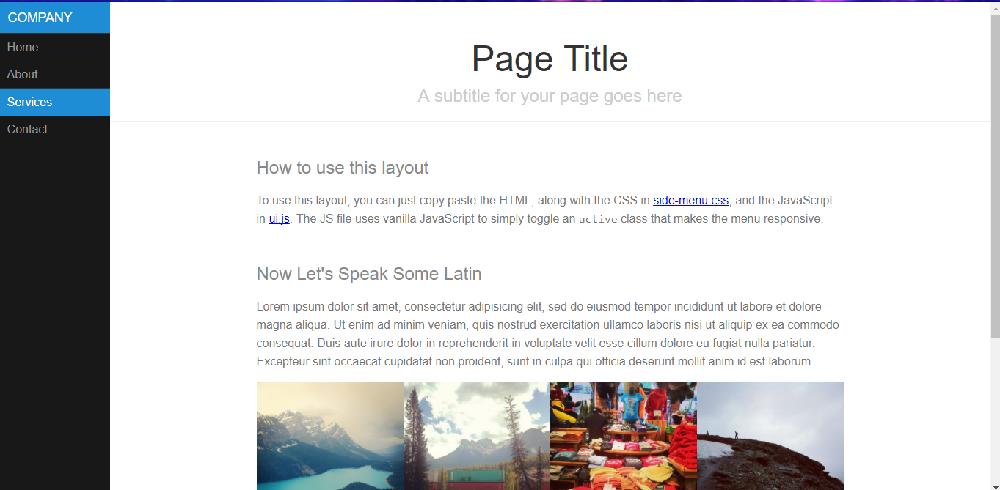 COMPANY
Home
About
Services
Contact
Page Title
A subtitle for your page goes here
How to use this layout
To use this layout, you can just copy paste the HTML, along with the CSS in side-menu.css, and the JavaScript
in ui.js. The JS file uses vanilla JavaScript to simply toggle an active class that makes the menu responsive.
Now Let's Speak Some Latin
Lorem ipsum dolor sit amet, consectetur adipisicing elit, sed do eiusmod tempor incididunt ut labore et dolore
magna aliqua. Ut enim ad minim veniam, quis nostrud exercitation ullamco laboris nisi ut aliquip ex ea commodo
consequat. Duis aute irure dolor in reprehenderit in voluptate velit esse cillum dolore eu fugiat nulla pariatur.
Excepteur sint occaecat cupidatat non proident, sunt in culpa qui officia deserunt mollit anim id est laborum.